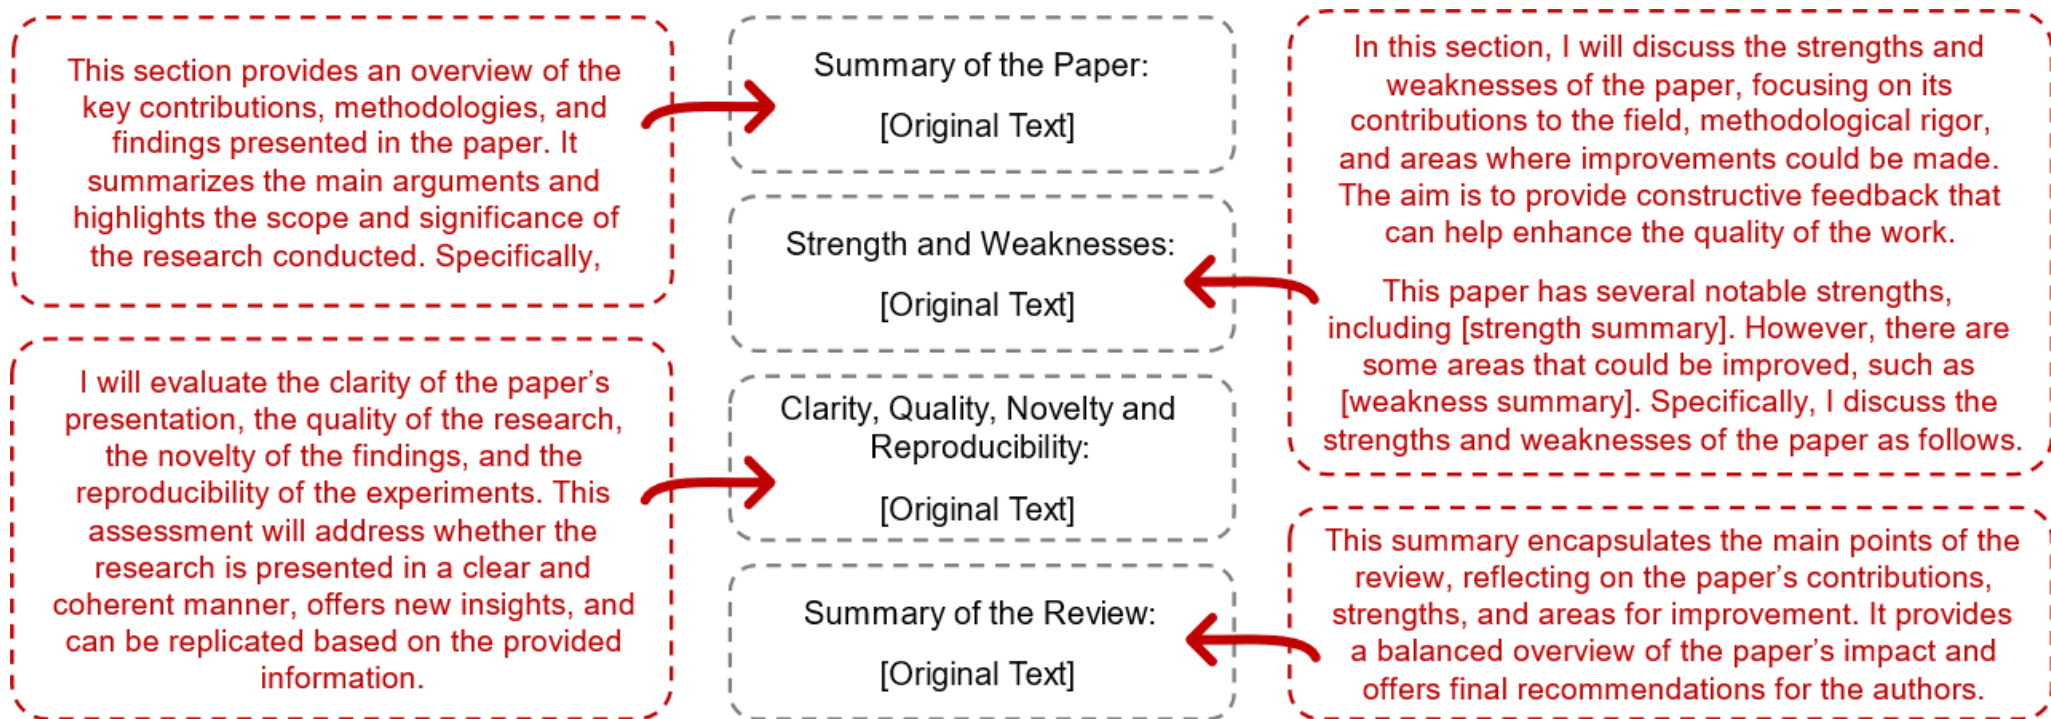 This section provides an overview of the
key contributions, methodologies, and
findings presented in the paper. It
summarizes the main arguments and
highlights the scope and significance of
the research conducted. Specifically,
I will evaluate the clarity of the paper’s
presentation, the quality of the research,
the novelty of the findings, and the
reproducibility of the experiments. This
assessment will address whether the
research is presented in a clear and
coherent manner, offers new insights, and
can be replicated based on the provided
information.
Summary of the Paper:
[Original Text]
Strength and Weaknesses:
[Original Text]
Clarity, Quality, Novelty and
Reproducibility:
[Original Text]
Summary of the Review:
[Original Text]
In this section, I will discuss the strengths and
weaknesses of the paper, focusing on its
contributions to the field, methodological rigor,
and areas where improvements could be made.
The aim is to provide constructive feedback that
can help enhance the quality of the work.
This paper has several notable strengths,
including [strength summary]. However, there are
some areas that could be improved, such as
[weakness summary]. Specifically, I discuss the
strengths and weaknesses of the paper as follows.
This summary encapsulates the main points of the
review, reflecting on the paper’s contributions,
strengths, and areas for improvement. It provides
a balanced overview of the paper’s impact and
offers final recommendations for the authors.